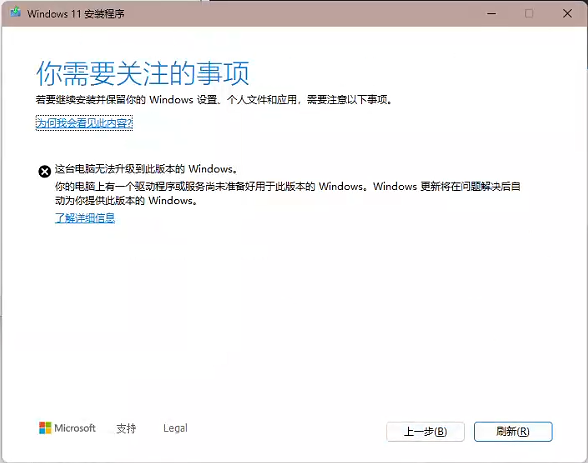 Windows 11 安装程序
你需要关注的事项
若要继续安装并保留你的 Windows 设置、个人文件和应用，需要注意以下事项。
为何我会看见此内容?
这台电脑无法升级到此版本的 Windows。
你的电脑上有一个驱动程序或服务尚未准备好用于此版本的 Windows。Windows 更新将在问题解决后自
动为你提供此版本的 Windows。
了解详细信息
Microsoft 支持 Legal 上一步(B) 刷新(R)